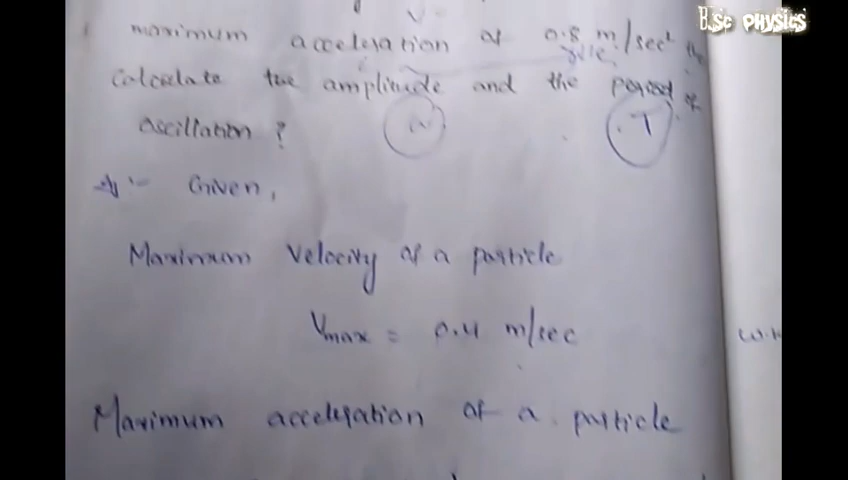 B.Sc PHYSICS
V=
maximum acceleration of 0.8 m/sec² the
calculate the amplitude and the period of
oscillation ?
T
A:- Given,
Maximum Velocity of a particle
Vmax = 0.4 m/sec
W.K
Maximum acceleration of a particle